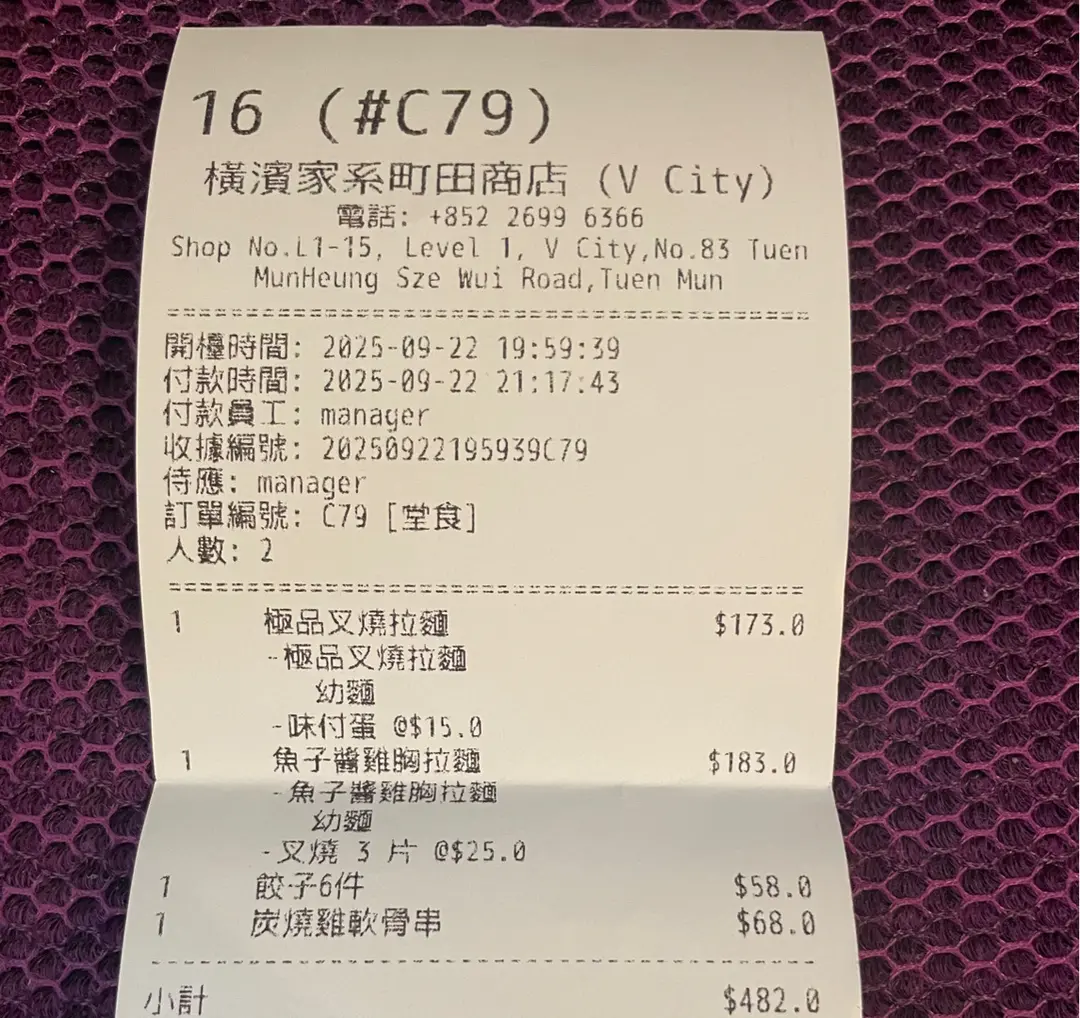 16 (#C79)
橫濱家系町田商店 (V City)
電話: +852 2699 6366
Shop No.L1-15, Level 1, V City,No.83 Tuen
MunHeung Sze Wui Road,Tuen Mun
開檯時間: 2025-09-22 19:59:39
付款時間: 2025-09-22 21:17:43
付款員工: manager
收據編號: 20250922195939C79
侍應: manager
訂單編號: C79 [堂食]
人數: 2
1 極品叉燒拉麵 $173.0
-極品叉燒拉麵
幼麵
-味付蛋 @$15.0
1 魚子醬雞胸拉麵 $183.0
-魚子醬雞胸拉麵
幼麵
-叉燒 3 片 @$25.0
1 餃子6件 $58.0
1 炭燒雞軟骨串 $68.0
小計 $482.0